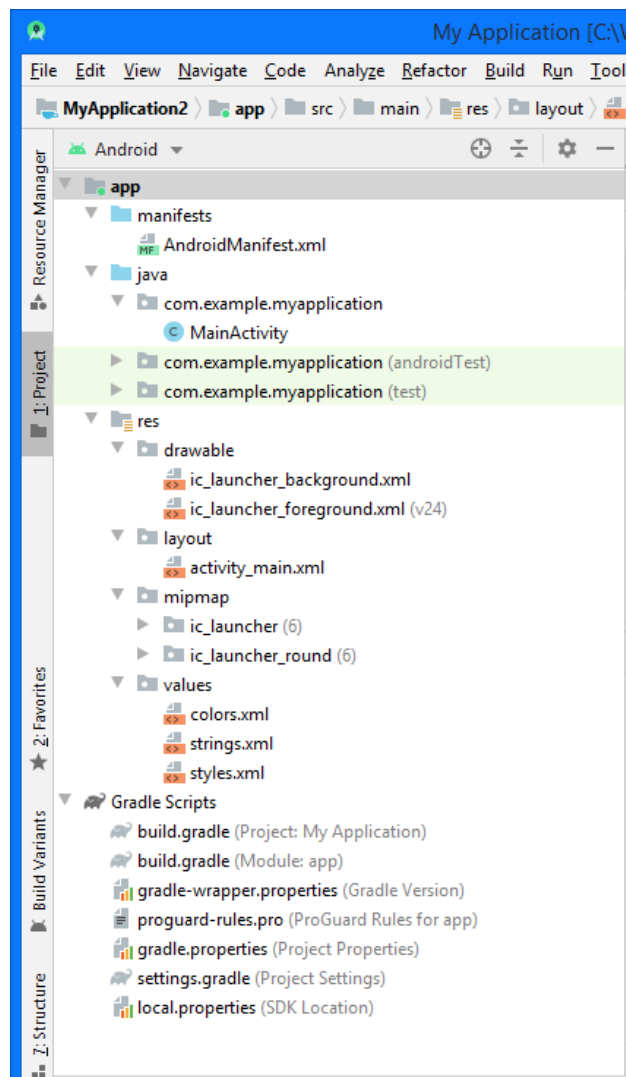 My Application [C:\
File Edit View Navigate Code Analyze Refactor Build Run Tool
MyApplication2 app src main res layout
Android
Resource Manager
1: Project
2: Favorites
Build Variants
7: Structure
app
manifests
MF AndroidManifest.xml
java
com.example.myapplication
C MainActivity
com.example.myapplication (androidTest)
com.example.myapplication (test)
res
drawable
ic_launcher_background.xml
ic_launcher_foreground.xml (v24)
layout
activity_main.xml
mipmap
ic_launcher (6)
ic_launcher_round (6)
values
colors.xml
strings.xml
styles.xml
Gradle Scripts
build.gradle (Project: My Application)
build.gradle (Module: app)
gradle-wrapper.properties (Gradle Version)
proguard-rules.pro (ProGuard Rules for app)
gradle.properties (Project Properties)
settings.gradle (Project Settings)
local.properties (SDK Location)